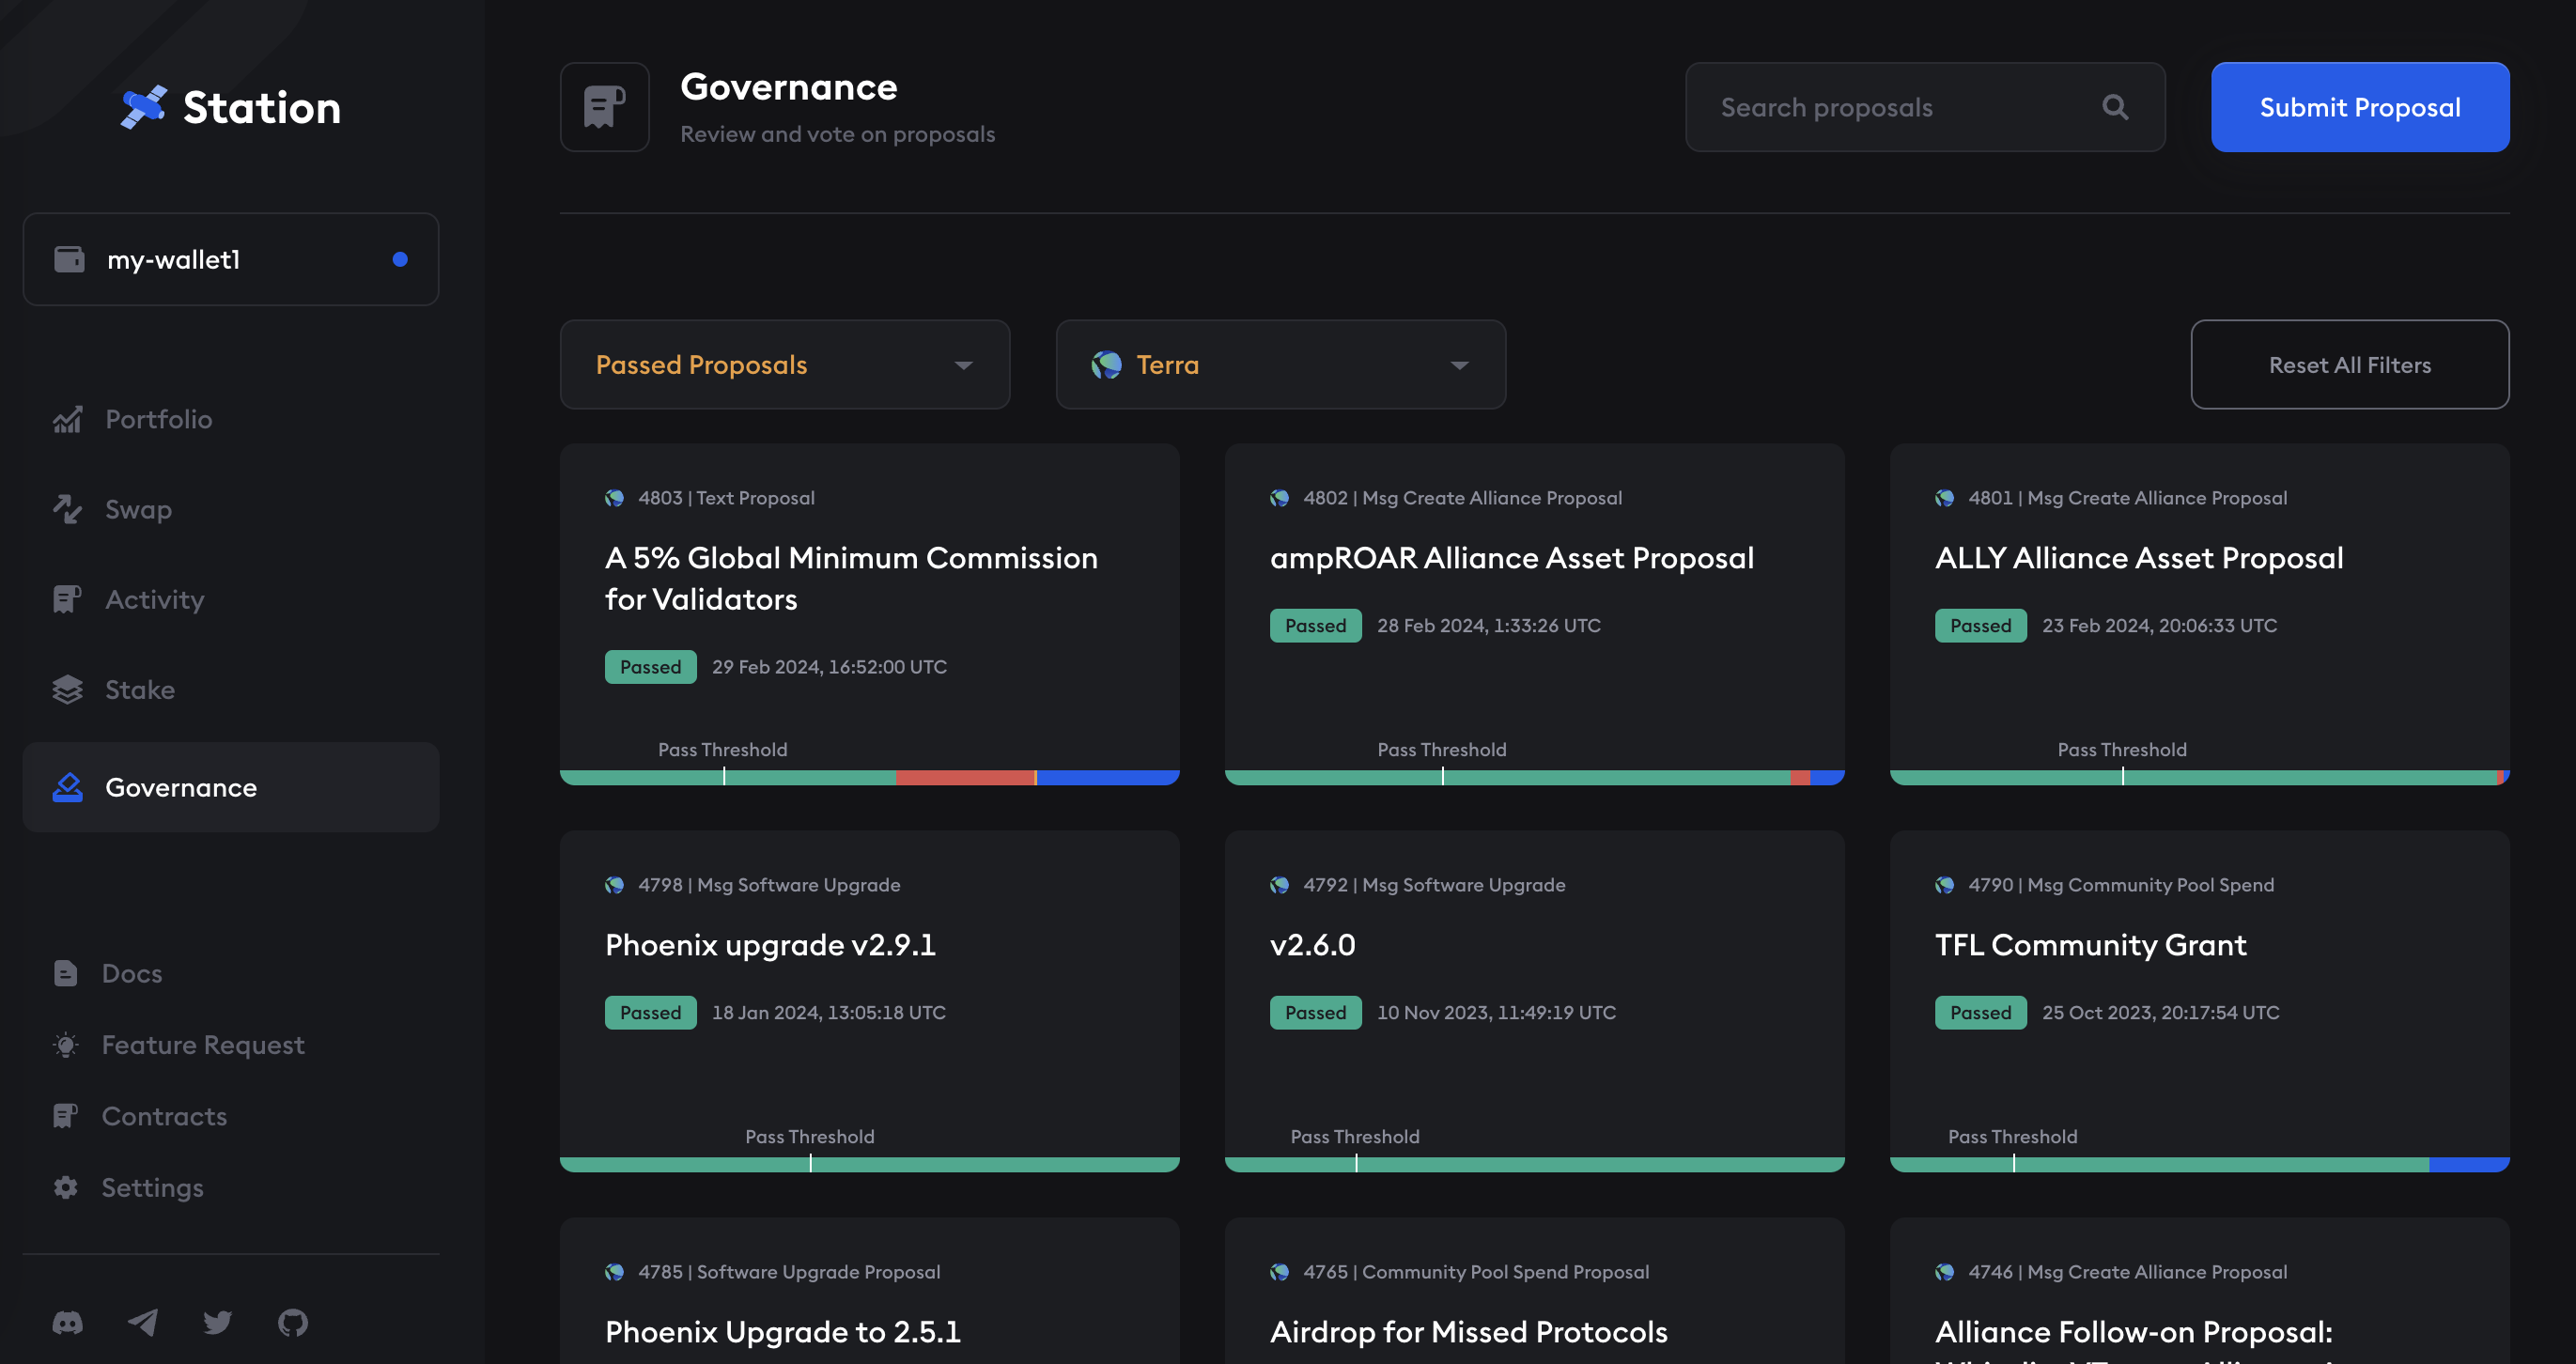 Station
my-wallet1
Portfolio
Swap
Activity
Stake
Governance
Docs
Feature Request
Contracts
Settings
Governance
Review and vote on proposals
Search proposals
Submit Proposal
Passed Proposals
Terra
Reset All Filters
4803 | Text Proposal
A 5% Global Minimum Commission
for Validators
Passed 29 Feb 2024, 16:52:00 UTC
Pass Threshold
4802 | Msg Create Alliance Proposal
ampROAR Alliance Asset Proposal
Passed 28 Feb 2024, 1:33:26 UTC
Pass Threshold
4801 | Msg Create Alliance Proposal
ALLY Alliance Asset Proposal
Passed 23 Feb 2024, 20:06:33 UTC
Pass Threshold
4798 | Msg Software Upgrade
Phoenix upgrade v2.9.1
Passed 18 Jan 2024, 13:05:18 UTC
Pass Threshold
4792 | Msg Software Upgrade
v2.6.0
Passed 10 Nov 2023, 11:49:19 UTC
Pass Threshold
4790 | Msg Community Pool Spend
TFL Community Grant
Passed 25 Oct 2023, 20:17:54 UTC
Pass Threshold
4785 | Software Upgrade Proposal
Phoenix Upgrade to 2.5.1
4765 | Community Pool Spend Proposal
Airdrop for Missed Protocols
4746 | Msg Create Alliance Proposal
Alliance Follow-on Proposal: